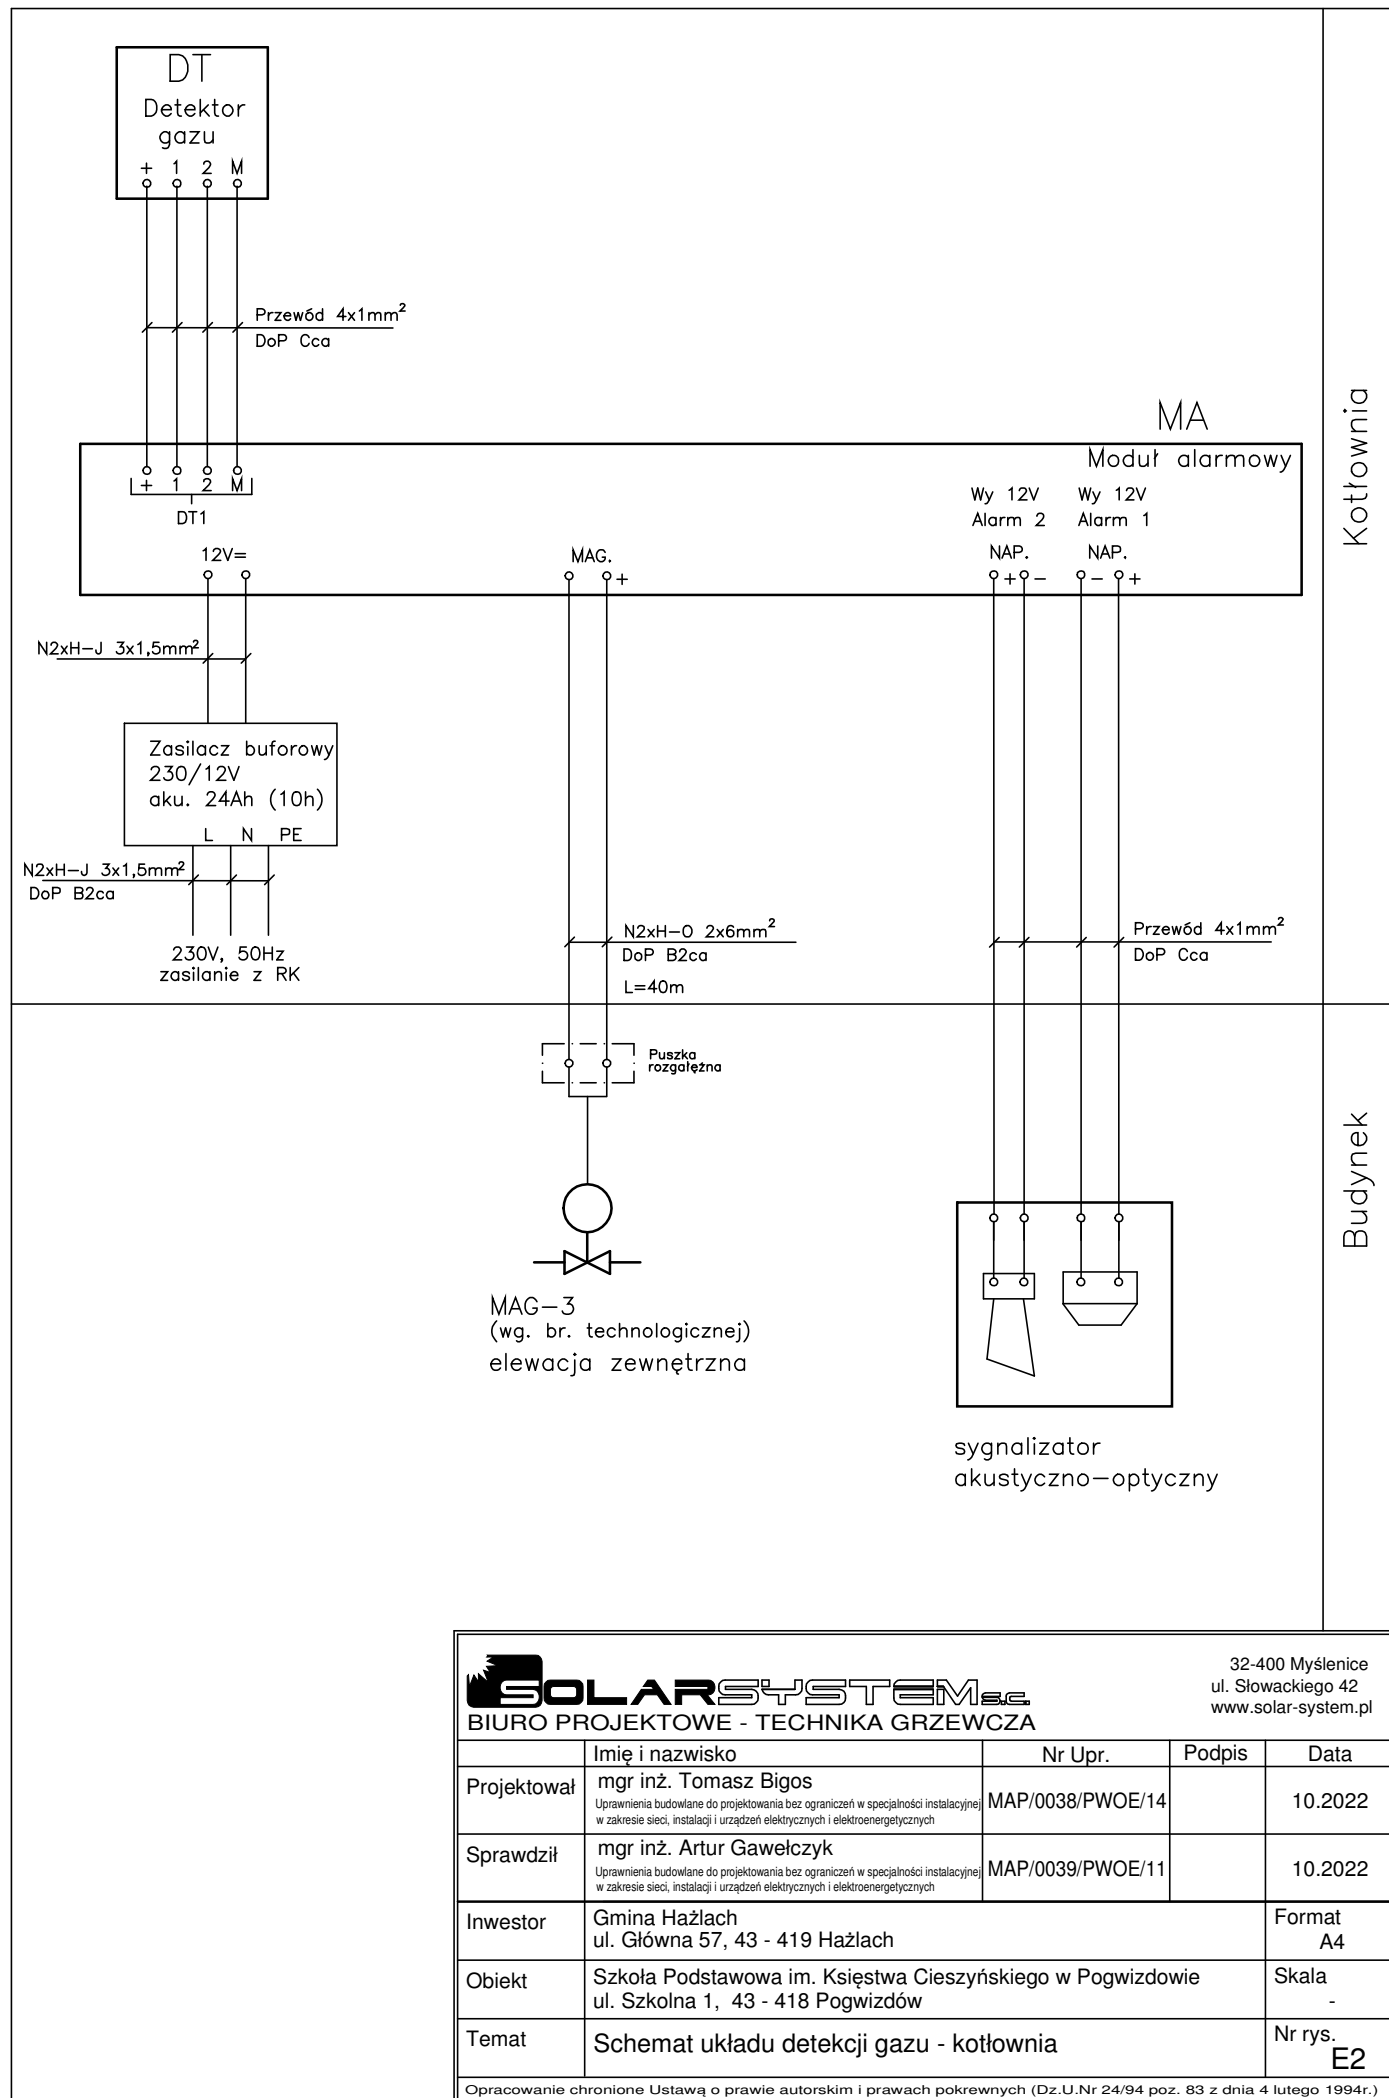 DT
Detektor
gazu
+ 1 2 M
Przewód 4x1mm²
DoP Cca
MA
Moduł alarmowy
+ 1 2 M
DT1
12V=
MAG.
+
Wy 12V Wy 12V
Alarm 2 Alarm 1
NAP. NAP.
+ - - +
Kotłownia
N2xH-J 3x1,5mm²
Zasilacz buforowy
230/12V
aku. 24Ah (10h)
L N PE
N2xH-J 3x1,5mm²
DoP B2ca
230V, 50Hz
zasilanie z RK
N2xH-O 2x6mm²
DoP B2ca
L=40m
Przewód 4x1mm²
DoP Cca
Puszka
rozgałęźna
Budynek
MAG-3
(wg. br. technologicznej)
elewacja zewnętrzna
sygnalizator
akustyczno-optyczny
SOLARSYSTEM s.c.
BIURO PROJEKTOWE - TECHNIKA GRZEWCZA
32-400 Myślenice
ul. Słowackiego 42
www.solar-system.pl
Imię i nazwisko Nr Upr. Podpis Data
Projektował mgr inż. Tomasz Bigos MAP/0038/PWOE/14 10.2022
Uprawnienia budowlane do projektowania bez ograniczeń w specjalności instalacyjnej
w zakresie sieci, instalacji i urządzeń elektrycznych i elektroenergetycznych
Sprawdził mgr inż. Artur Gawełczyk MAP/0039/PWOE/11 10.2022
Uprawnienia budowlane do projektowania bez ograniczeń w specjalności instalacyjnej
w zakresie sieci, instalacji i urządzeń elektrycznych i elektroenergetycznych
Inwestor Gmina Hażlach
ul. Główna 57, 43 - 419 Hażlach
Format
A4
Obiekt Szkoła Podstawowa im. Księstwa Cieszyńskiego w Pogwizdowie
ul. Szkolna 1, 43 - 418 Pogwizdów
Skala
-
Temat Schemat układu detekcji gazu - kotłownia
Nr rys.
E2
Opracowanie chronione Ustawą o prawie autorskim i prawach pokrewnych (Dz.U.Nr 24/94 poz. 83 z dnia 4 lutego 1994r.)